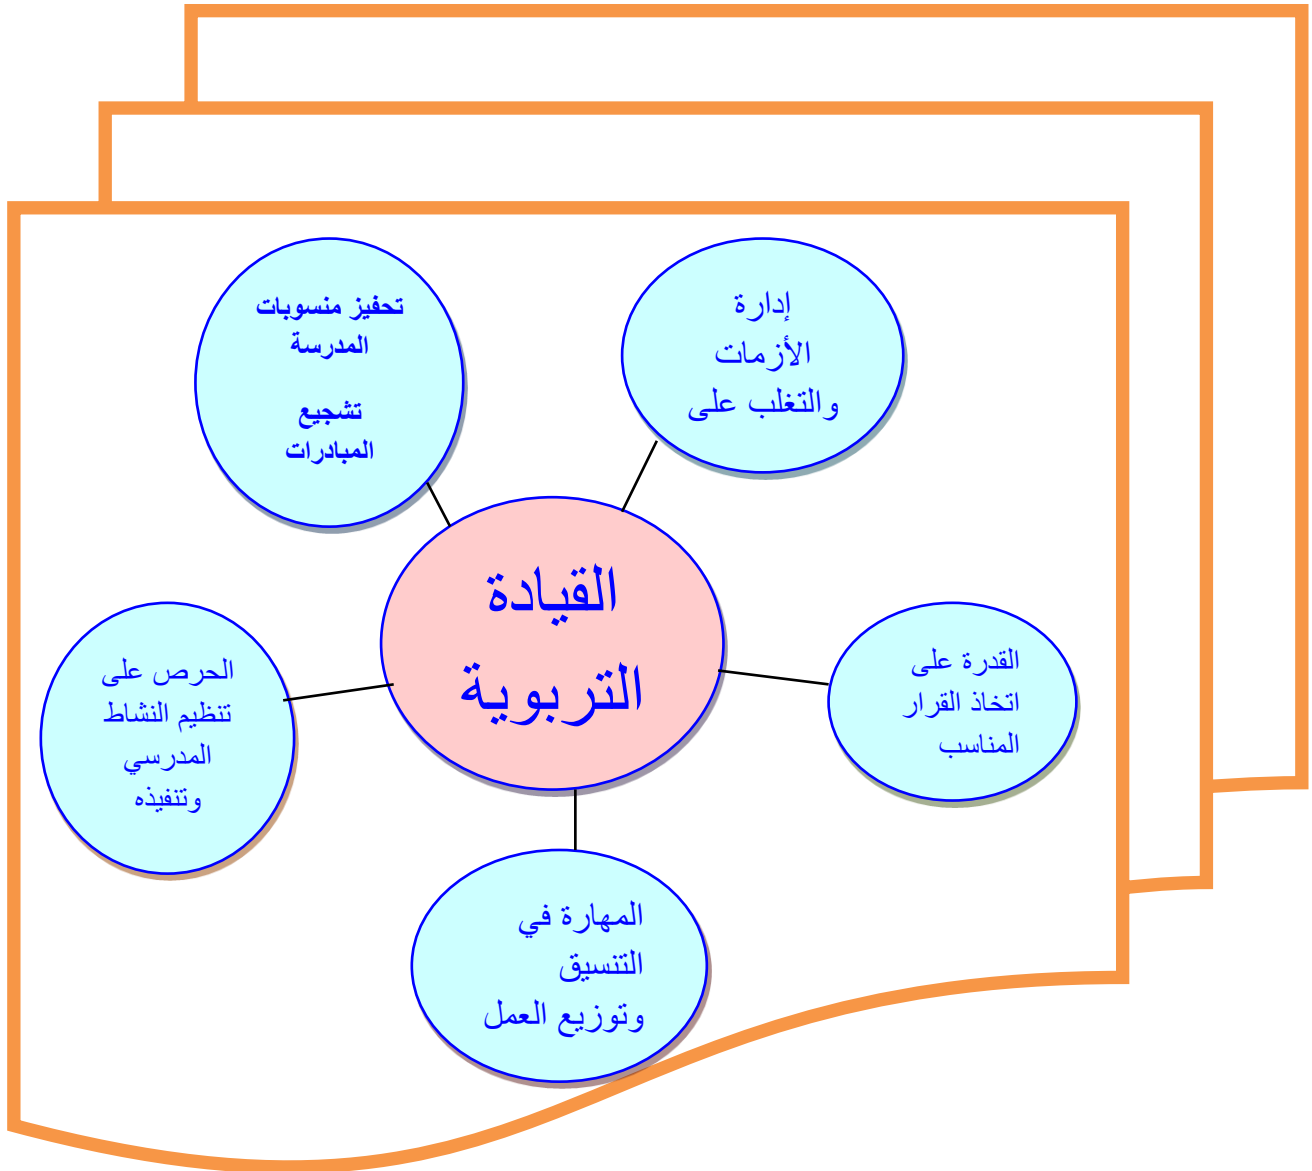 إدارة
الأزمات
والتغلب على
تحفيز منسوبات
المدرسة
تشجيع
المبادرات
القيادة
التربوية
القدرة على
اتخاذ القرار
المناسب
الحرص على
تنظيم النشاط
المدرسي
وتنفيذه
المهارة في
التنسيق
وتوزيع العمل